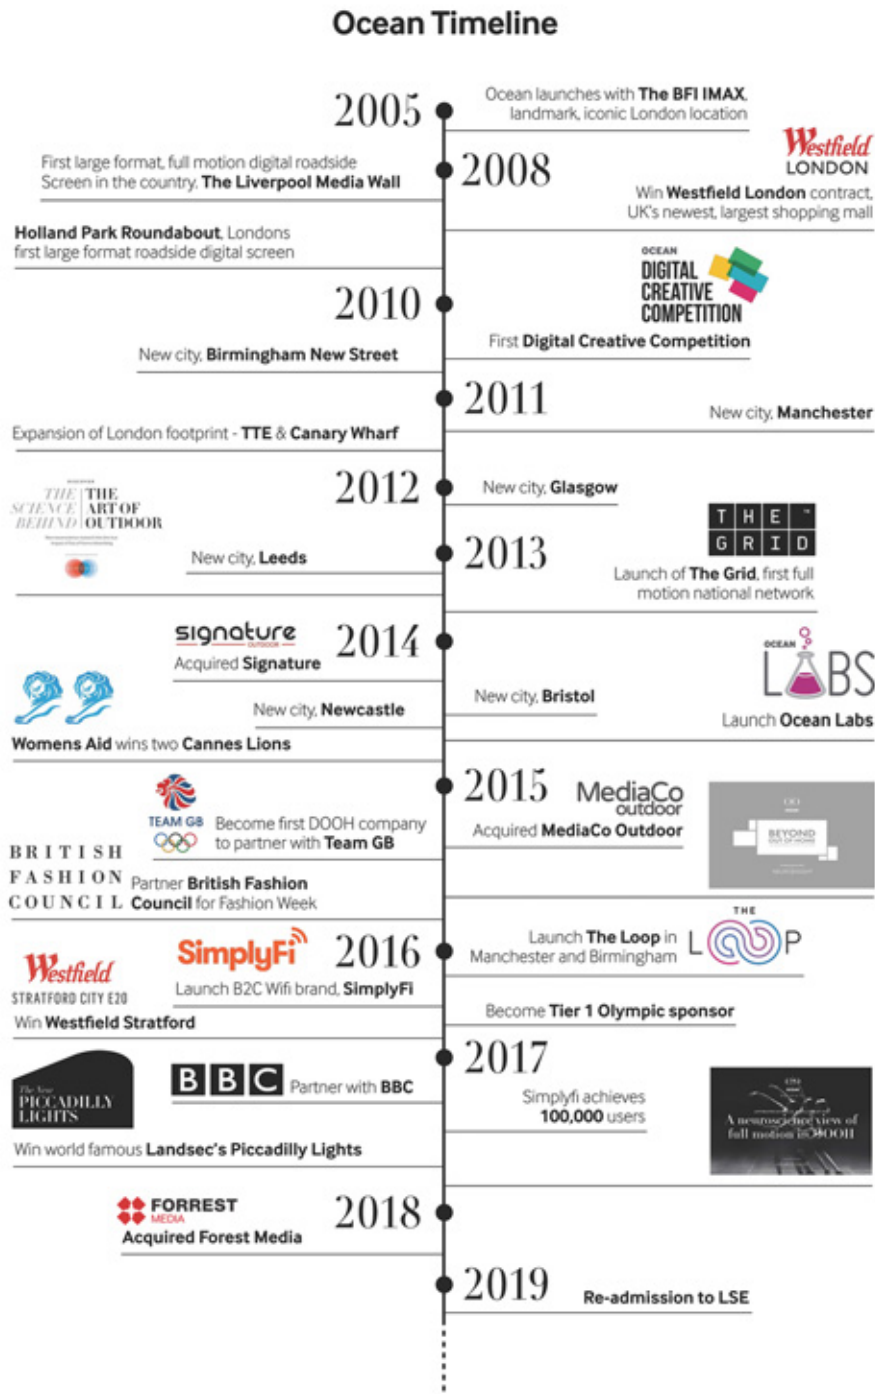 Ocean Timeline
2005
Ocean launches with The BFI IMAX,
landmark, iconic London location
First large format, full motion digital roadside
Screen in the country, The Liverpool Media Wall
2008
Westfield
LONDON
Win Westfield London contract,
UK's newest, largest shopping mall
Holland Park Roundabout, Londons
first large format roadside digital screen
2010
OCEAN
DIGITAL
CREATIVE
COMPETITION
First Digital Creative Competition
New city, Birmingham New Street
2011
New city, Manchester
Expansion of London footprint - TTE & Canary Wharf
2012
New city, Glasgow
THE SCIENCE BEHIND
THE ART OF OUTDOOR
New city, Leeds
2013
THE ™
GRID
Launch of The Grid, first full
motion national network
signature
OUTDOOR
Acquired Signature
2014
New city, Newcastle
Womens Aid wins two Cannes Lions
New city, Bristol
OCEAN
LABS
Launch Ocean Labs
2015
MediaCo
outdoor
Acquired MediaCo Outdoor
BEYOND
OUT OF HOME
TEAM GB
Become first DOOH company
to partner with Team GB
BRITISH
FASHION
COUNCIL
Partner British Fashion
Council for Fashion Week
2016
SimplyFi
Launch B2C Wifi brand, SimplyFi
Westfield
STRATFORD CITY E20
Win Westfield Stratford
THE
LOOP
Launch The Loop in
Manchester and Birmingham
Become Tier 1 Olympic sponsor
2017
BBC
Partner with BBC
The New
PICCADILLY
LIGHTS
Win world famous Landsec's Piccadilly Lights
Simplyfi achieves
100,000 users
A neuroscience view of
full motion in DOOH
2018
FORREST
MEDIA
Acquired Forest Media
2019
Re-admission to LSE